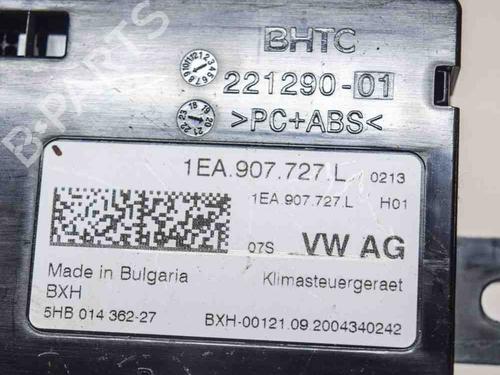 BHTC
221290-01
>PC+ABS<
1EA.907.727.L 0213
1EA.907.727.L H01
07S VW AG
Made in Bulgaria Klimasteuergeraet
BXH
5HB 014 362-27 BXH-00121.09.2004340242
B-PARTS